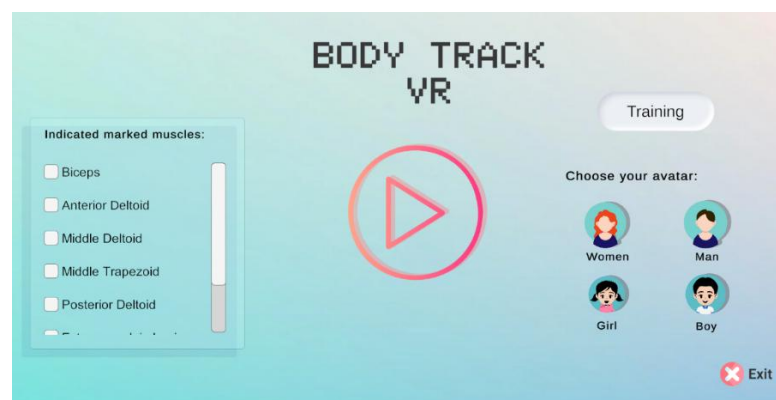 BODY TRACK
VR
Training
Indicated marked muscles:
Biceps
Anterior Deltoid
Middle Deltoid
Middle Trapezoid
Posterior Deltoid
Choose your avatar:
Women
Man
Girl
Boy
Exit